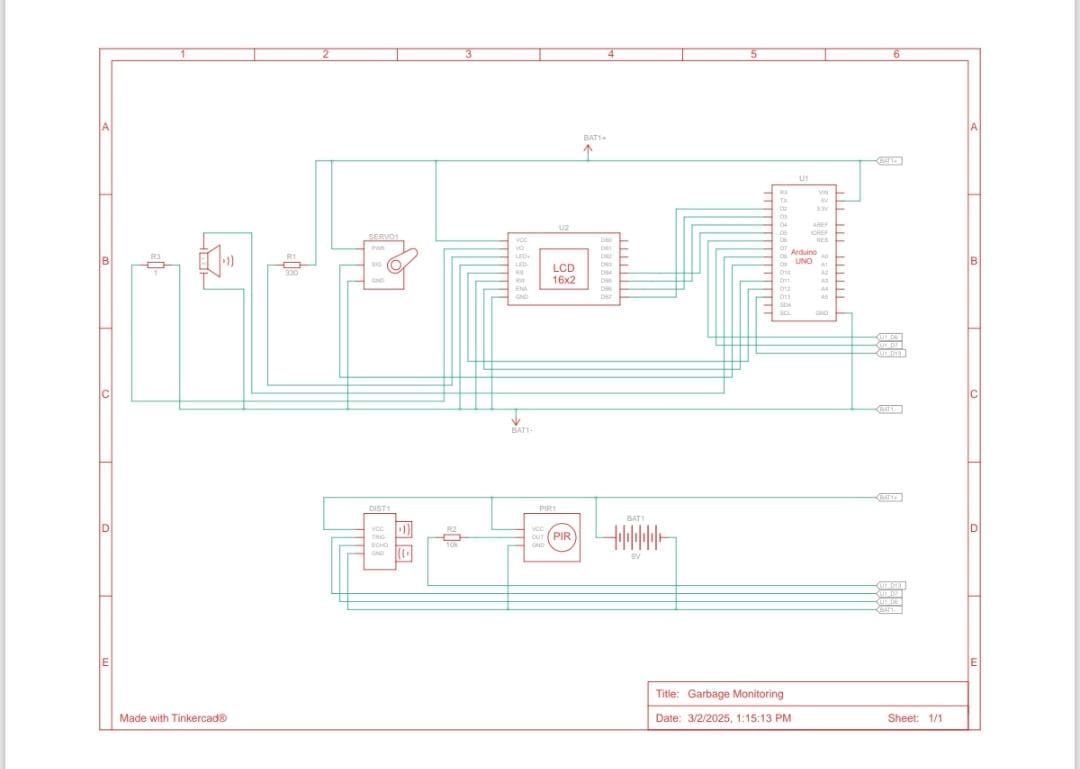 1 2 3 4 5 6
A A
BAT1+
BAT1+
U1
RX VIN
TX 5V
D2 3.3V
D3
D4 AREF
D5 IOREF
D6 RES
D7
D8 A0
D9 A1
D10 A2
D11 A3
D12 A4
D13 A5
SDA
SCL GND
Arduino
UNO
SERVO1
PWR
SIG
GND
U2
VCC DB0
VO DB1
LED+ DB2
LED- DB3
RS DB4
RW DB5
ENA DB6
GND DB7
LCD
16x2
B B
R3
1
R1
330
U1_D6
U1_D7
U1_D13
C C
BAT1-
BAT1-
BAT1+
DIST1
VCC
TRIG
ECHO
GND
R2
10k
PIR1
VCC
OUT
GND
PIR
BAT1
9V
D D
U1_D13
U1_D7
U1_D6
BAT1-
E E
Title: Garbage Monitoring
Made with Tinkercad®
Date: 3/2/2025, 1:15:13 PM Sheet: 1/1